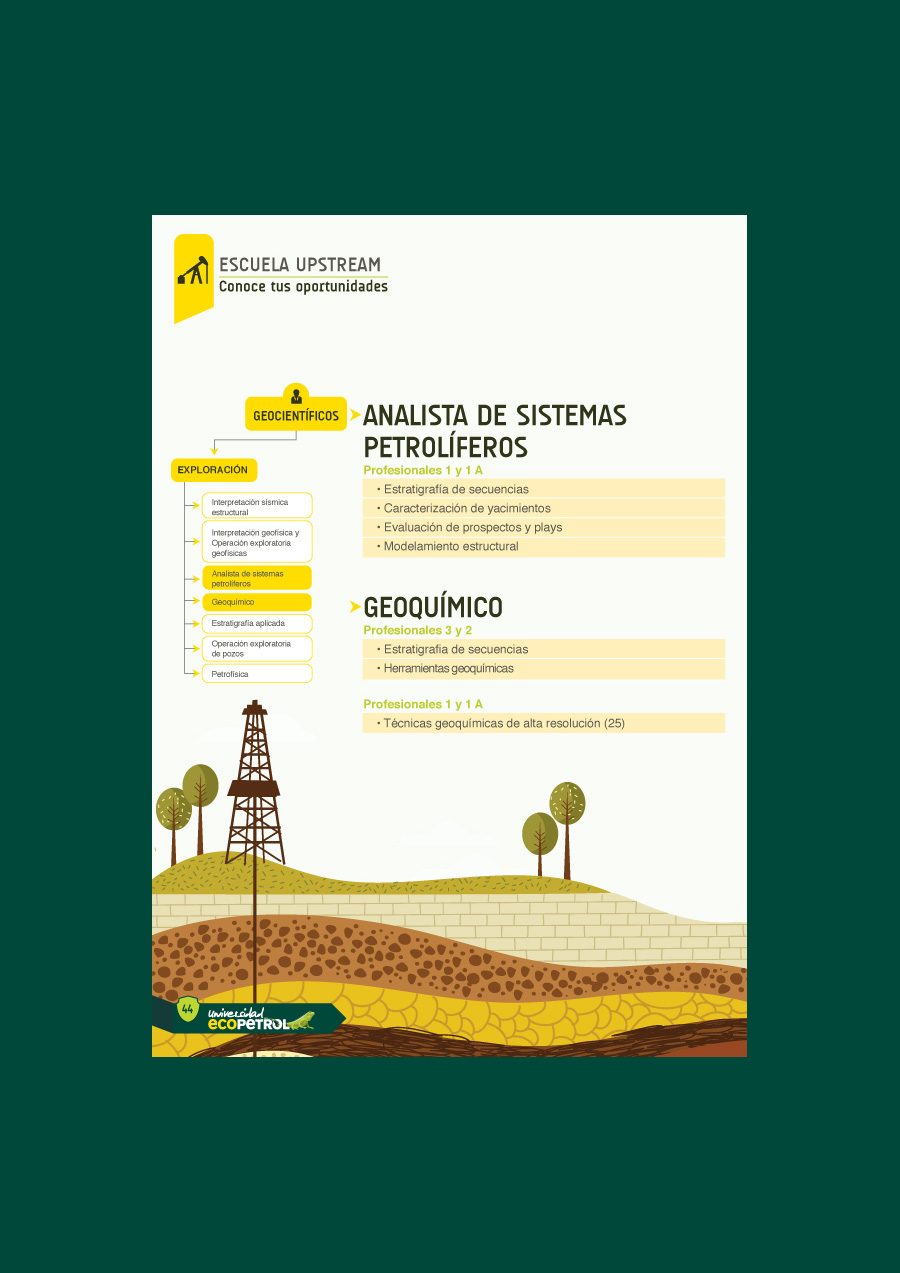 ESCUELA UPSTREAM
Conoce tus oportunidades
GEOCIENTÍFICOS
EXPLORACIÓN
Interpretación sísmica
estructural
Interpretación geofísica y
Operación exploratoria
geofísicas
Analista de sistemas
petrolíferos
Geoquímico
Estratigrafía aplicada
Operación exploratoria
de pozos
Petrofísica
ANALISTA DE SISTEMAS
PETROLÍFEROS
Profesionales 1 y 1 A
• Estratigrafía de secuencias
• Caracterización de yacimientos
• Evaluación de prospectos y plays
• Modelamiento estructural
GEOQUÍMICO
Profesionales 3 y 2
• Estratigrafia de secuencias
• Herramientas geoquímicas
Profesionales 1 y 1 A
• Técnicas geoquímicas de alta resolución (25)
44
Universidad
ECOPETROL